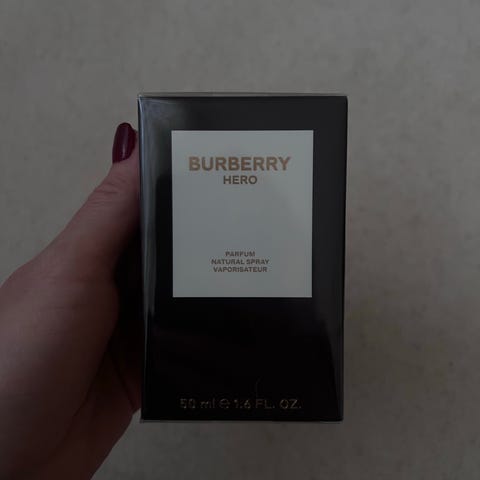 BURBERRY
HERO
PARFUM
NATURAL SPRAY
VAPORISATEUR
50 ml ℮ 1.6 FL. OZ.